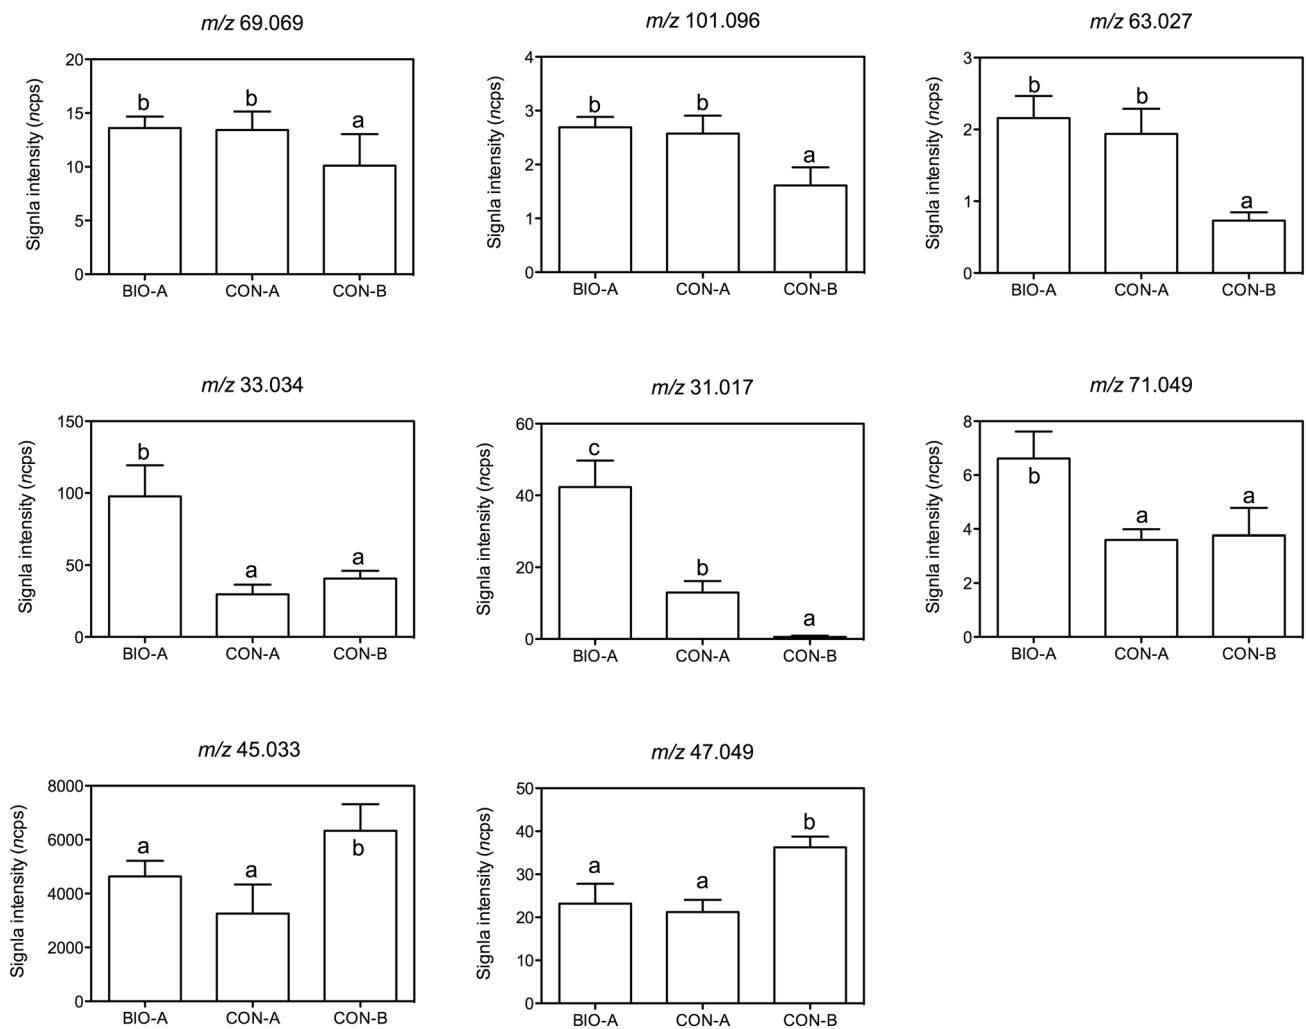 m/z 69.069
Signla intensity (ncps)
20
15
10
5
0
b
b
a
BIO-A
CON-A
CON-B
m/z 101.096
Signla intensity (ncps)
4
3
2
1
0
b
b
a
BIO-A
CON-A
CON-B
m/z 63.027
Signla intensity (ncps)
3
2
1
0
b
b
a
BIO-A
CON-A
CON-B
m/z 33.034
Signla intensity (ncps)
150
100
50
0
b
a
a
BIO-A
CON-A
CON-B
m/z 31.017
Signla intensity (ncps)
60
40
20
0
c
b
a
BIO-A
CON-A
CON-B
m/z 71.049
Signla intensity (ncps)
8
6
4
2
0
b
a
a
BIO-A
CON-A
CON-B
m/z 45.033
Signla intensity (ncps)
8000
6000
4000
2000
0
a
a
b
BIO-A
CON-A
CON-B
m/z 47.049
Signla intensity (ncps)
50
40
30
20
10
0
a
a
b
BIO-A
CON-A
CON-B